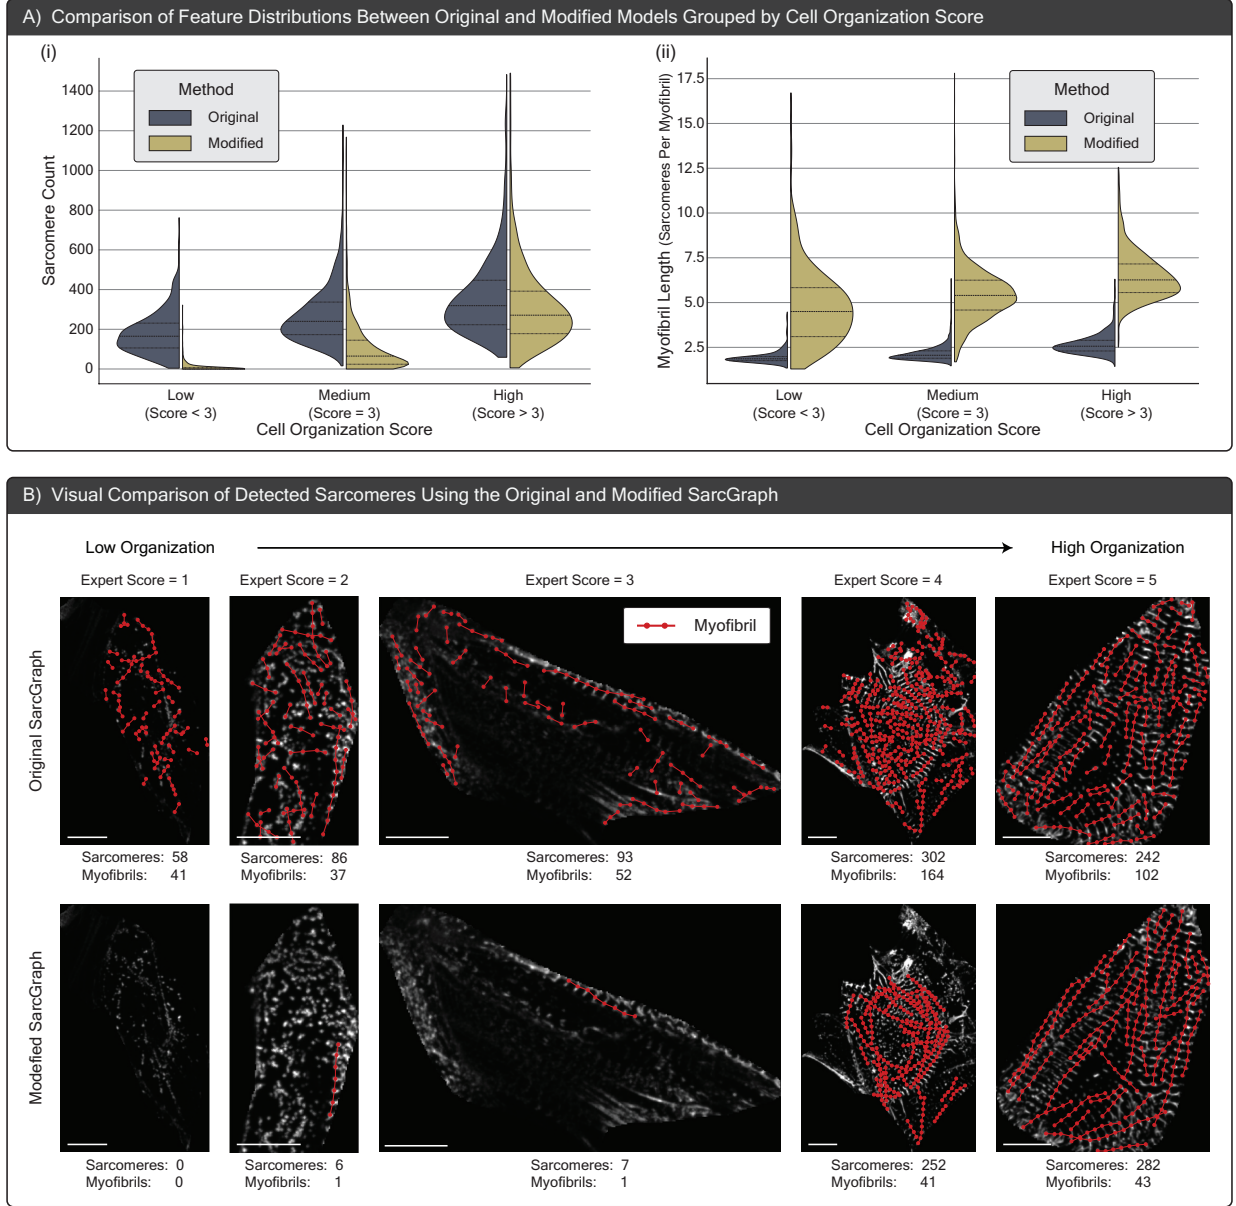 A) Comparison of Feature Distributions Between Original and Modified Models Grouped by Cell Organization Score
(i)
Sarcomere Count
1400
1200
1000
800
600
400
200
0
Method
Original
Modified
Low
(Score < 3)
Medium
(Score = 3)
High
(Score > 3)
Cell Organization Score
(ii)
Myofibril Length (Sarcomeres Per Myofibril)
17.5
15.0
12.5
10.0
7.5
5.0
2.5
Method
Original
Modified
Low
(Score < 3)
Medium
(Score = 3)
High
(Score > 3)
Cell Organization Score
B) Visual Comparison of Detected Sarcomeres Using the Original and Modified SarcGraph
Low Organization
High Organization
Expert Score = 1
Expert Score = 2
Expert Score = 3
Expert Score = 4
Expert Score = 5
Original SarcGraph
Myofibril
Sarcomeres: 58
Myofibrils: 41
Sarcomeres: 86
Myofibrils: 37
Sarcomeres: 93
Myofibrils: 52
Sarcomeres: 302
Myofibrils: 164
Sarcomeres: 242
Myofibrils: 102
Modefied SarcGraph
Sarcomeres: 0
Myofibrils: 0
Sarcomeres: 6
Myofibrils: 1
Sarcomeres: 7
Myofibrils: 1
Sarcomeres: 252
Myofibrils: 41
Sarcomeres: 282
Myofibrils: 43